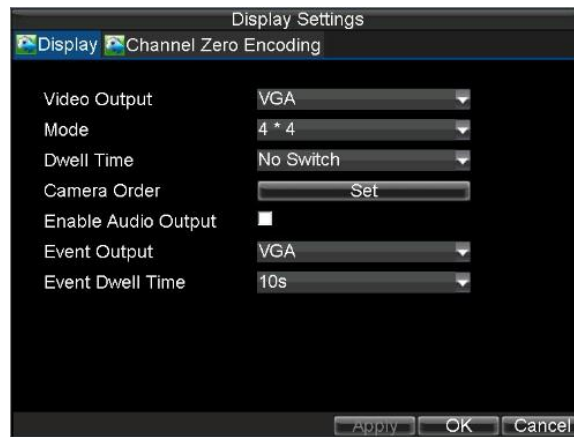 Display Settings
Display Channel Zero Encoding
Video Output VGA
Mode 4 * 4
Dwell Time No Switch
Camera Order Set
Enable Audio Output
Event Output VGA
Event Dwell Time 10s
Apply OK Cancel